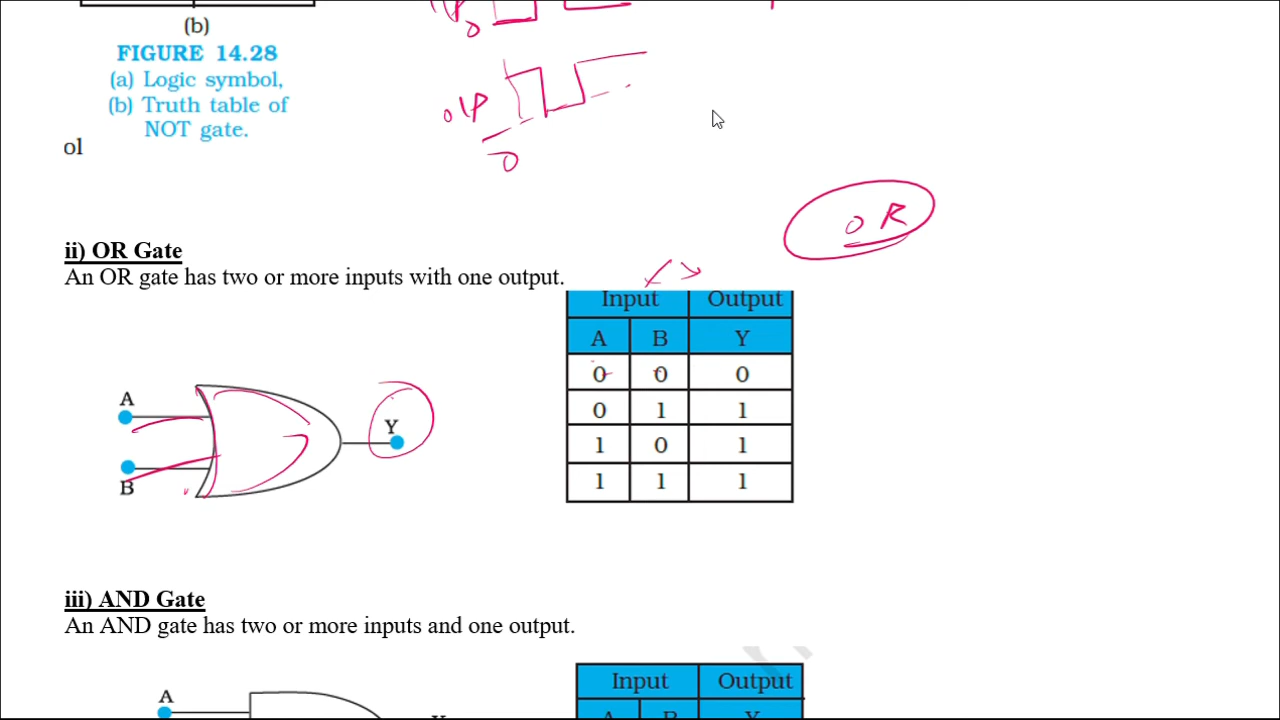 (b)
FIGURE 14.28
(a) Logic symbol,
(b) Truth table of
NOT gate.
ol
O/P
0
OR
ii) OR Gate
An OR gate has two or more inputs with one output.
Input Output
A B Y
0 0 0
0 1 1
1 0 1
1 1 1
A
B
Y
iii) AND Gate
An AND gate has two or more inputs and one output.
Input Output
A B Y
A